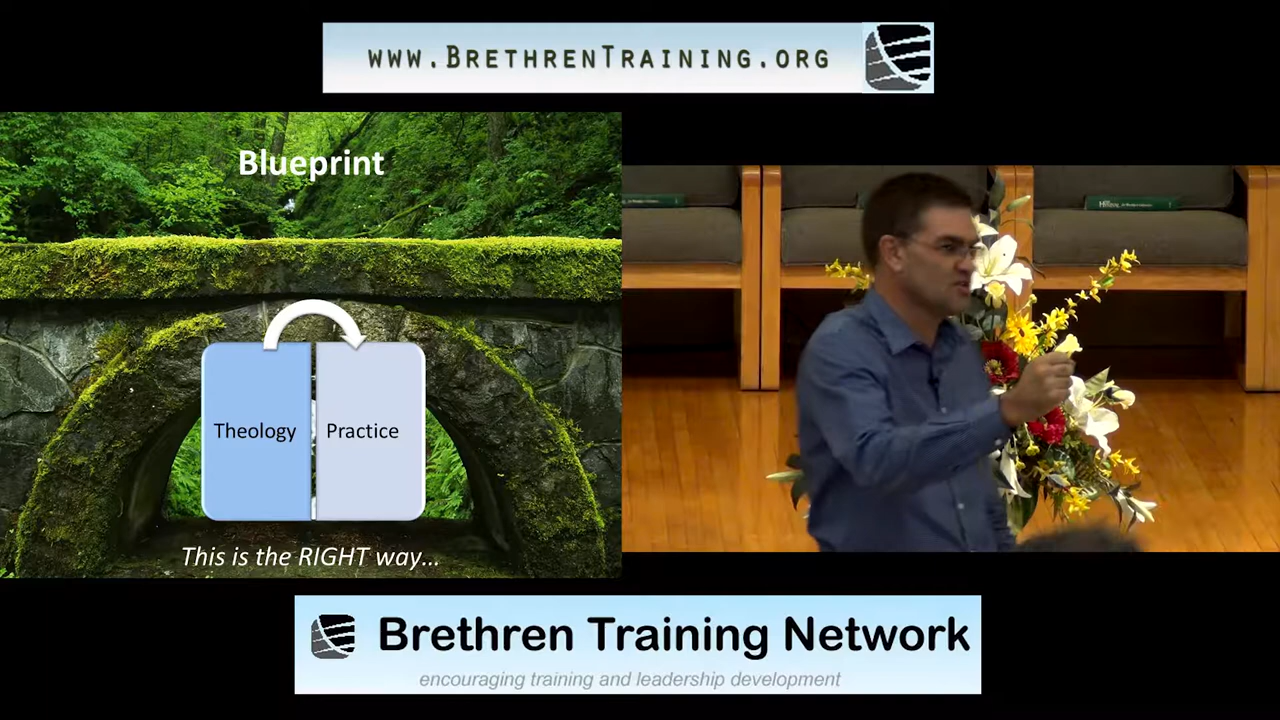 www.BrethrenTraining.org
Blueprint
Theology
Practice
This is the RIGHT way...
Brethren Training Network
encouraging training and leadership development